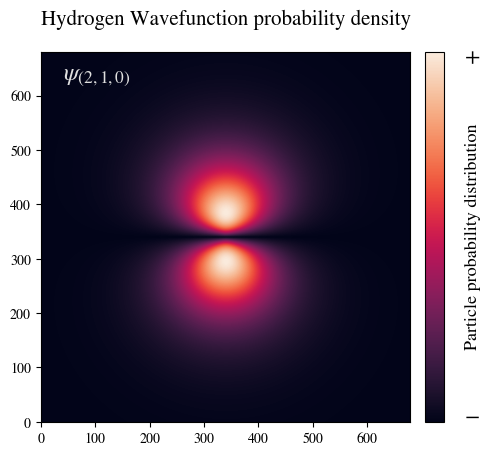 Hydrogen Wavefunction probability density
ψ(2, 1, 0)
600
500
400
300
200
100
0
0 100 200 300 400 500 600
+
Particle probability distribution
−